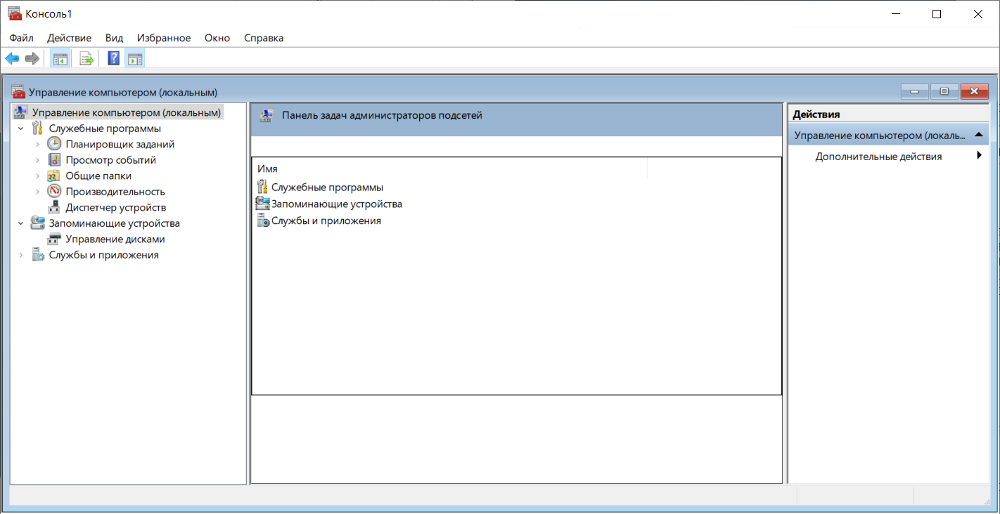 Консоль1
Файл Действие Вид Избранное Окно Справка
Управление компьютером (локальным)
Управление компьютером (локальным)
Служебные программы
Планировщик заданий
Просмотр событий
Общие папки
Производительность
Диспетчер устройств
Запоминающие устройства
Управление дисками
Службы и приложения
Панель задач администраторов подсетей
Имя
Служебные программы
Запоминающие устройства
Службы и приложения
Действия
Управление компьютером (локаль...
Дополнительные действия